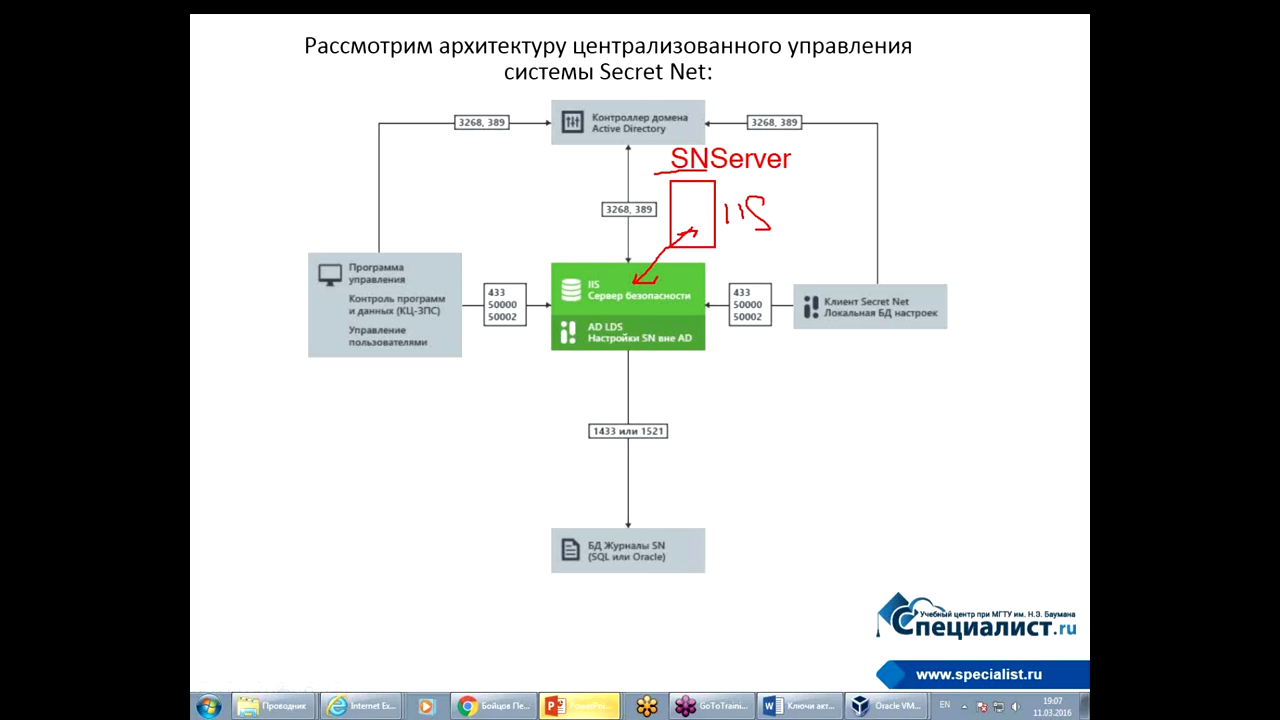 Рассмотрим архитектуру централизованного управления
системы Secret Net:
Контроллер домена
Active Directory
3268, 389
3268, 389
SNServer
IIS
3268, 389
Программа
управления
Контроль программ
и данных (КЦ-ЗПС)
Управление
пользователями
433
50000
50002
IIS
Сервер безопасности
AD LDS
Настройки SN вне AD
433
50000
50002
Клиент Secret Net
Локальная БД настроек
1433 или 1521
БД Журналы SN
(SQL или Oracle)
Учебный центр при МГТУ им. Н.Э. Баумана
Специалист.ru
www.specialist.ru
Проводник
Internet Ex...
Бойцов Пе...
PowerPoi...
GoToTraini...
Ключи акт...
Oracle VM...
EN
19:07
11.03.2016